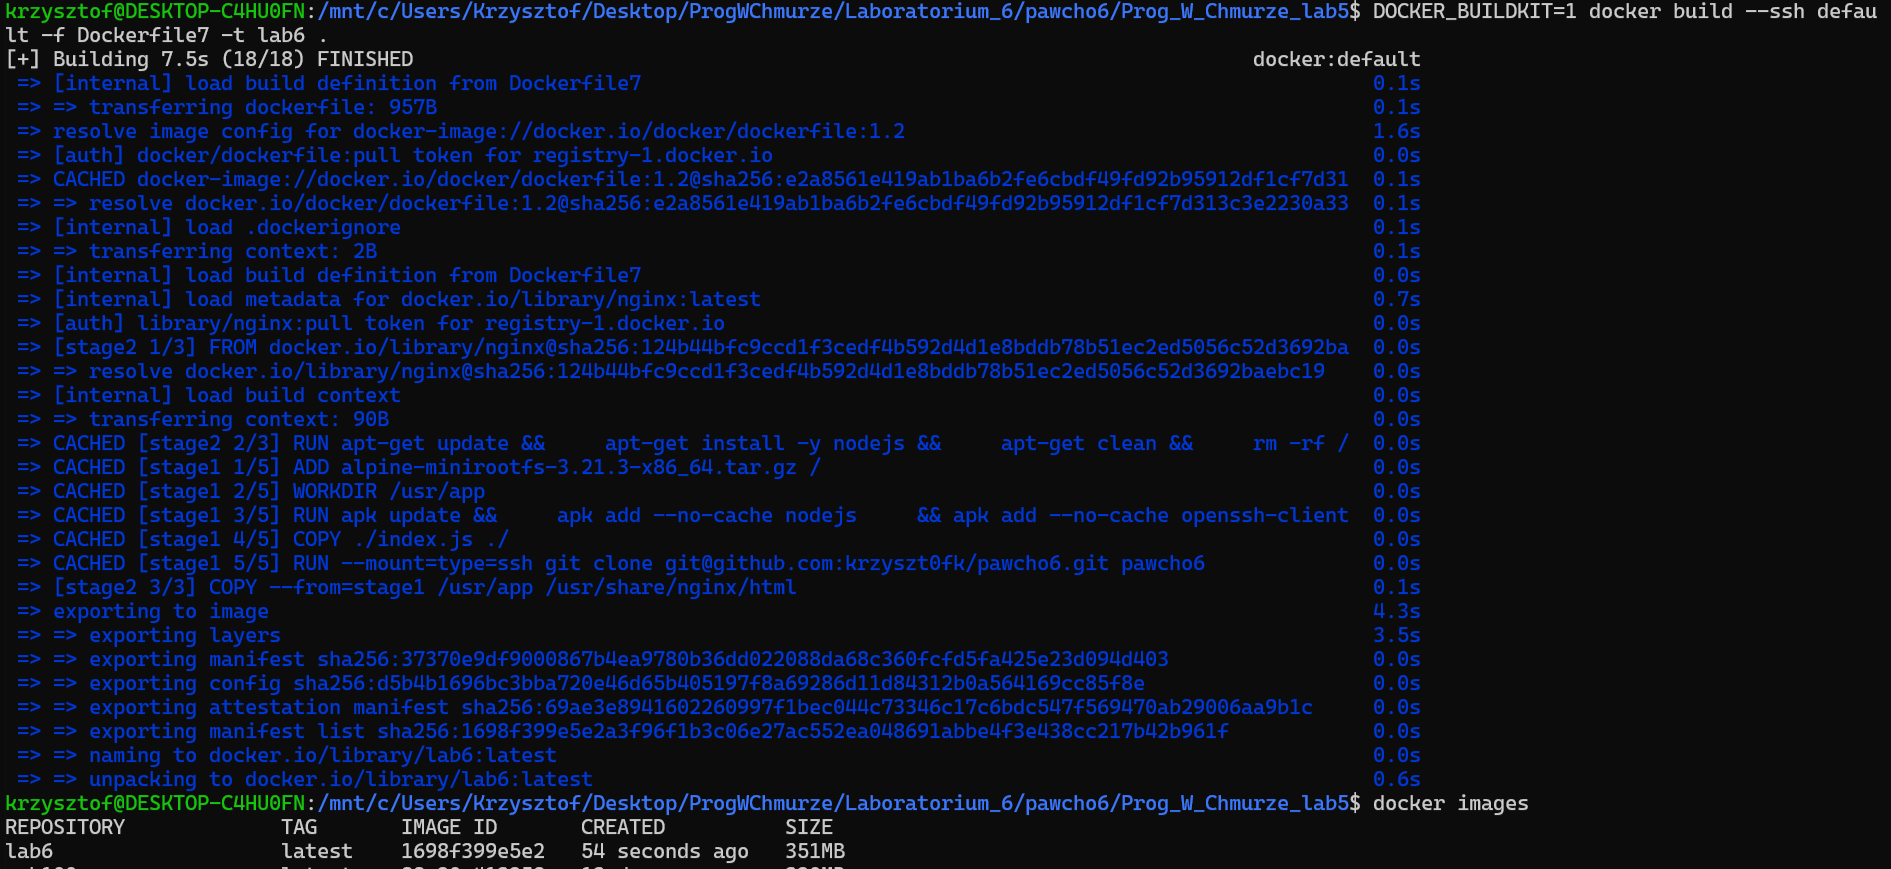 krzysztof@DESKTOP-C4HU0FN:/mnt/c/Users/Krzysztof/Desktop/ProgWChmurze/Laboratorium_6/pawcho6/Prog_W_Chmurze_lab5$ DOCKER_BUILDKIT=1 docker build --ssh defau
lt -f Dockerfile7 -t lab6 .
[+] Building 7.5s (18/18) FINISHED docker:default
=> [internal] load build definition from Dockerfile7 0.1s
=> => transferring dockerfile: 957B 0.1s
=> resolve image config for docker-image://docker.io/docker/dockerfile:1.2 1.6s
=> [auth] docker/dockerfile:pull token for registry-1.docker.io 0.0s
=> CACHED docker-image://docker.io/docker/dockerfile:1.2@sha256:e2a8561e419ab1ba6b2fe6cbdf49fd92b95912df1cf7d31 0.1s
=> => resolve docker.io/docker/dockerfile:1.2@sha256:e2a8561e419ab1ba6b2fe6cbdf49fd92b95912df1cf7d313c3e2230a33 0.1s
=> [internal] load .dockerignore 0.1s
=> => transferring context: 2B 0.1s
=> [internal] load build definition from Dockerfile7 0.0s
=> [internal] load metadata for docker.io/library/nginx:latest 0.7s
=> [auth] library/nginx:pull token for registry-1.docker.io 0.0s
=> [stage2 1/3] FROM docker.io/library/nginx@sha256:124b44bfc9ccd1f3cedf4b592d4d1e8bddb78b51ec2ed5056c52d3692ba 0.0s
=> => resolve docker.io/library/nginx@sha256:124b44bfc9ccd1f3cedf4b592d4d1e8bddb78b51ec2ed5056c52d3692baebc19 0.0s
=> [internal] load build context 0.0s
=> => transferring context: 90B 0.0s
=> CACHED [stage2 2/3] RUN apt-get update && apt-get install -y nodejs && apt-get clean && rm -rf / 0.0s
=> CACHED [stage1 1/5] ADD alpine-minirootfs-3.21.3-x86_64.tar.gz / 0.0s
=> CACHED [stage1 2/5] WORKDIR /usr/app 0.0s
=> CACHED [stage1 3/5] RUN apk update && apk add --no-cache nodejs && apk add --no-cache openssh-client 0.0s
=> CACHED [stage1 4/5] COPY ./index.js ./ 0.0s
=> CACHED [stage1 5/5] RUN --mount=type=ssh git clone git@github.com:krzyszt0fk/pawcho6.git pawcho6 0.0s
=> [stage2 3/3] COPY --from=stage1 /usr/app /usr/share/nginx/html 0.1s
=> exporting to image 4.3s
=> => exporting layers 3.5s
=> => exporting manifest sha256:37370e9df9000867b4ea9780b36dd022088da68c360fcfd5fa425e23d094d403 0.0s
=> => exporting config sha256:d5b4b1696bc3bba720e46d65b405197f8a69286d11d84312b0a564169cc85f8e 0.0s
=> => exporting attestation manifest sha256:69ae3e8941602260997f1bec044c73346c17c6bdc547f569470ab29006aa9b1c 0.0s
=> => exporting manifest list sha256:1698f399e5e2a3f96f1b3c06e27ac552ea048691abbe4f3e438cc217b42b961f 0.0s
=> => naming to docker.io/library/lab6:latest 0.0s
=> => unpacking to docker.io/library/lab6:latest 0.6s
krzysztof@DESKTOP-C4HU0FN:/mnt/c/Users/Krzysztof/Desktop/ProgWChmurze/Laboratorium_6/pawcho6/Prog_W_Chmurze_lab5$ docker images
REPOSITORY TAG IMAGE ID CREATED SIZE
lab6 latest 1698f399e5e2 54 seconds ago 351MB